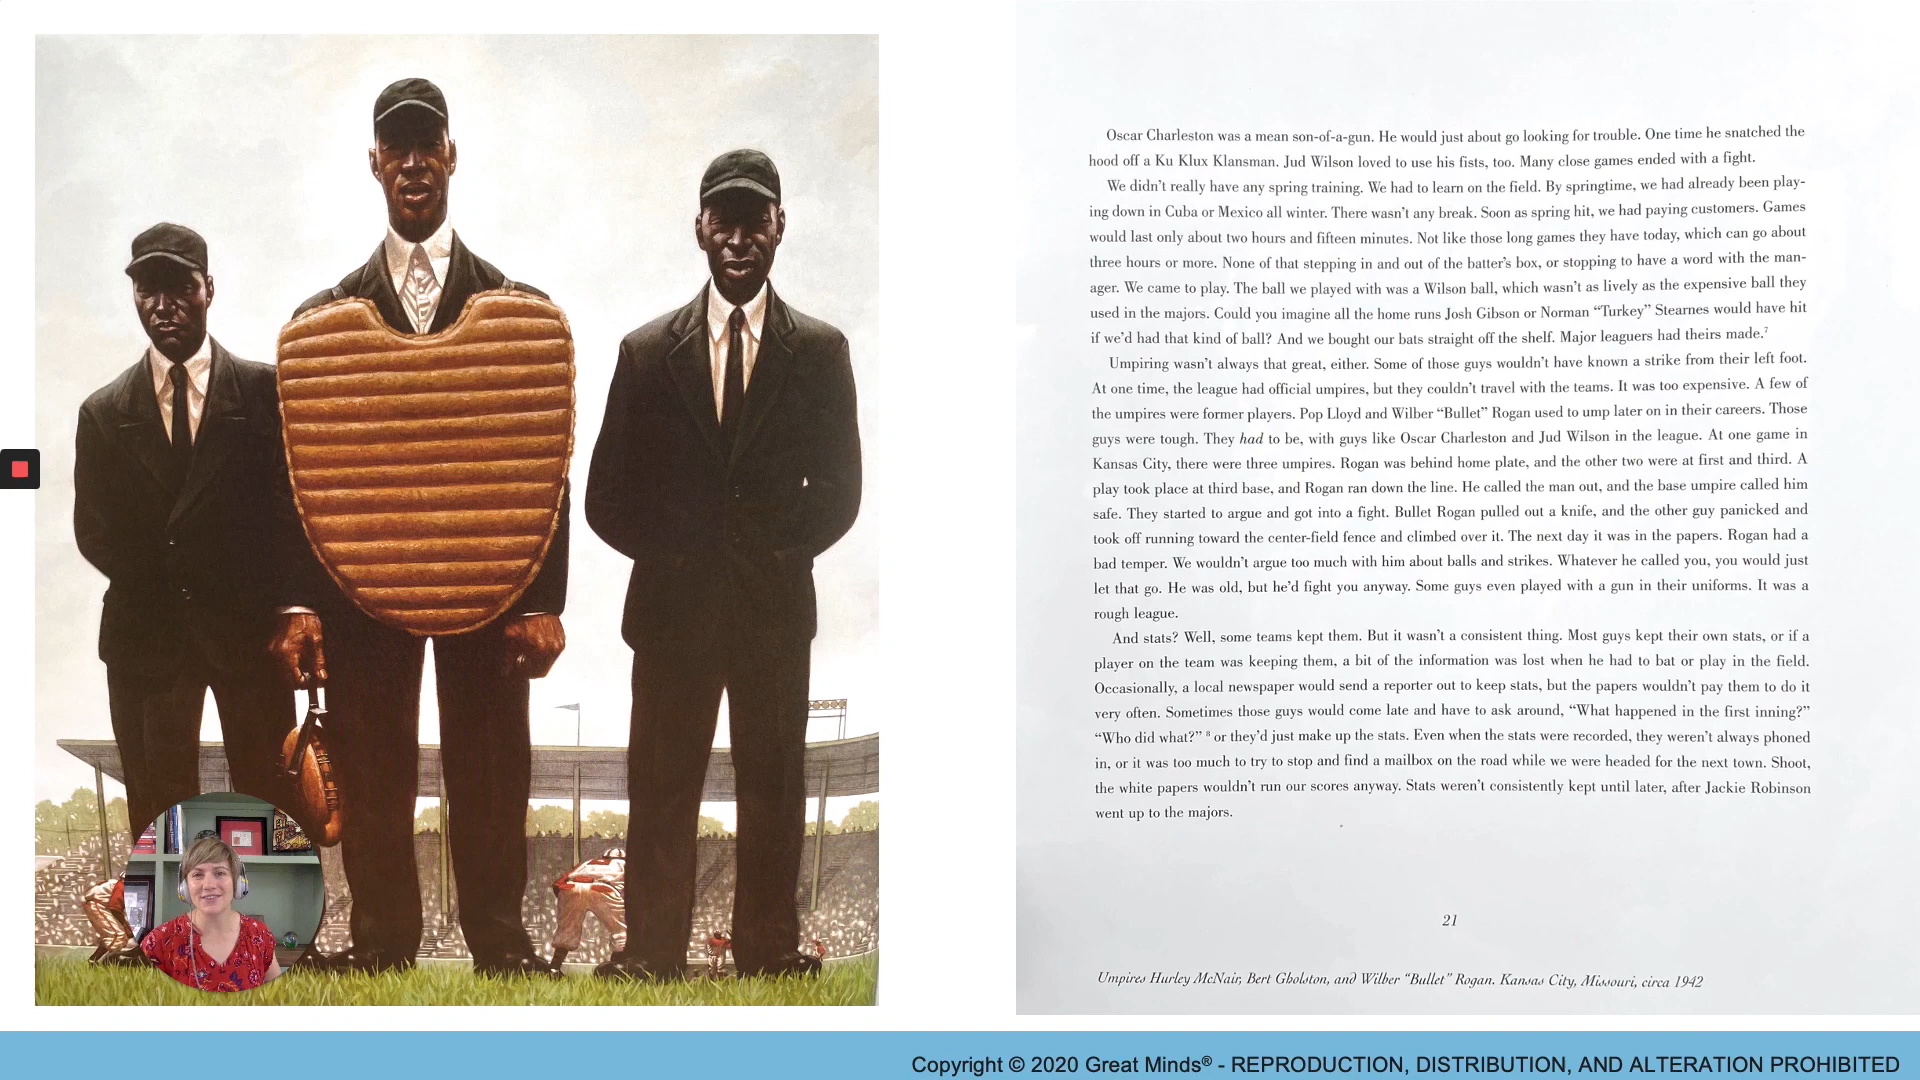 Oscar Charleston was a mean son-of-a-gun. He would just about go looking for trouble. One time he snatched the
hood off a Ku Klux Klansman. Jud Wilson loved to use his fists, too. Many close games ended with a fight.
We didn't really have any spring training. We had to learn on the field. By springtime, we had already been play-
ing down in Cuba or Mexico all winter. There wasn't any break. Soon as spring hit, we had paying customers. Games
would last only about two hours and fifteen minutes. Not like those long games they have today, which can go about
three hours or more. None of that stepping in and out of the batter's box, or stopping to have a word with the man-
ager. We came to play. The ball we played with was a Wilson ball, which wasn't as lively as the expensive ball they
used in the majors. Could you imagine all the home runs Josh Gibson or Norman “Turkey” Stearnes would have hit
if we'd had that kind of ball? And we bought our bats straight off the shelf. Major leaguers had theirs made.⁷
Umpiring wasn't always that great, either. Some of those guys wouldn't have known a strike from their left foot.
At one time, the league had official umpires, but they couldn't travel with the teams. It was too expensive. A few of
the umpires were former players. Pop Lloyd and Wilber “Bullet” Rogan used to ump later on in their careers. Those
guys were tough. They had to be, with guys like Oscar Charleston and Jud Wilson in the league. At one game in
Kansas City, there were three umpires. Rogan was behind home plate, and the other two were at first and third. A
play took place at third base, and Rogan ran down the line. He called the man out, and the base umpire called him
safe. They started to argue and got into a fight. Bullet Rogan pulled out a knife, and the other guy panicked and
took off running toward the center-field fence and climbed over it. The next day it was in the papers. Rogan had a
bad temper. We wouldn't argue too much with him about balls and strikes. Whatever he called you, you would just
let that go. He was old, but he'd fight you anyway. Some guys even played with a gun in their uniforms. It was a
rough league.
And stats? Well, some teams kept them. But it wasn't a consistent thing. Most guys kept their own stats, or if a
player on the team was keeping them, a bit of the information was lost when he had to bat or play in the field.
Occasionally, a local newspaper would send a reporter out to keep stats, but the papers wouldn't pay them to do it
very often. Sometimes those guys would come late and have to ask around, “What happened in the first inning?”
“Who did what?” ⁸ or they'd just make up the stats. Even when the stats were recorded, they weren't always phoned
in, or it was too much to try to stop and find a mailbox on the road while we were headed for the next town. Shoot,
the white papers wouldn't run our scores anyway. Stats weren't consistently kept until later, after Jackie Robinson
went up to the majors.
21
Umpires Hurley McNair, Bert Gholston, and Wilber “Bullet” Rogan. Kansas City, Missouri, circa 1942
Copyright © 2020 Great Minds® - REPRODUCTION, DISTRIBUTION, AND ALTERATION PROHIBITED